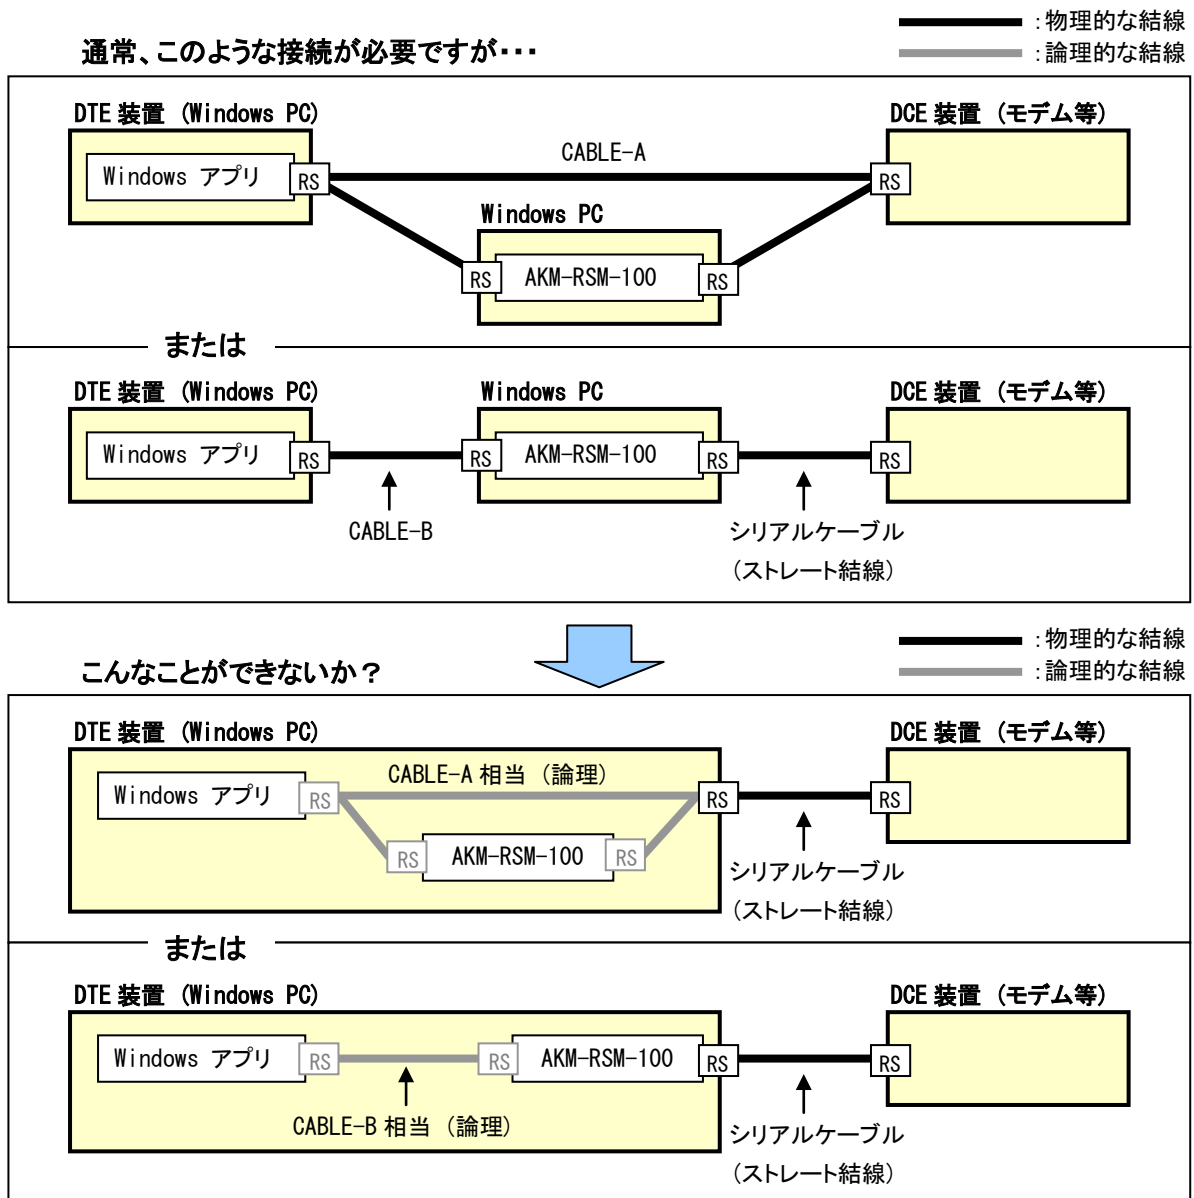 :物理的な結線
:論理的な結線
通常、このような接続が必要ですが・・・
DTE 装置 (Windows PC)
DCE 装置 (モデム等)
CABLE-A
Windows アプリ
RS
RS
Windows PC
RS
AKM-RSM-100
RS
または
DTE 装置 (Windows PC)
Windows PC
DCE 装置 (モデム等)
Windows アプリ
RS
RS
AKM-RSM-100
RS
RS
CABLE-B
シリアルケーブル
(ストレート結線)
:物理的な結線
:論理的な結線
こんなことができないか?
DTE 装置 (Windows PC)
DCE 装置 (モデム等)
CABLE-A 相当 (論理)
Windows アプリ
RS
RS
RS
RS
AKM-RSM-100
RS
シリアルケーブル
(ストレート結線)
または
DTE 装置 (Windows PC)
DCE 装置 (モデム等)
Windows アプリ
RS
RS
AKM-RSM-100
RS
RS
CABLE-B 相当 (論理)
シリアルケーブル
(ストレート結線)